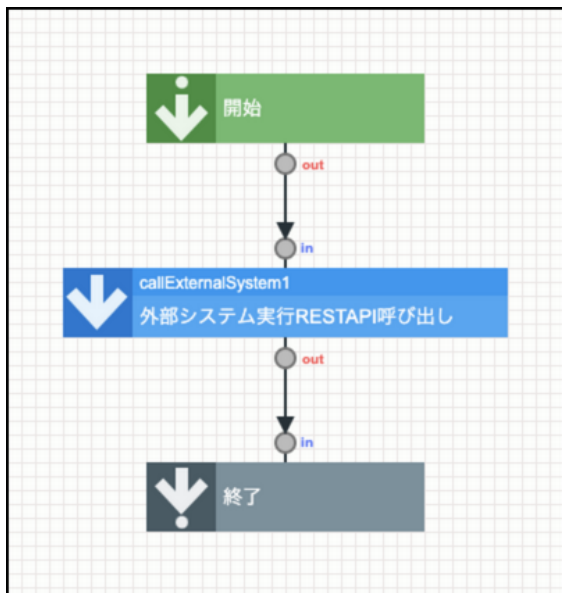 開始
out
in
callExternalSystem1
外部システム実行RESTAPI呼び出し
out
in
終了